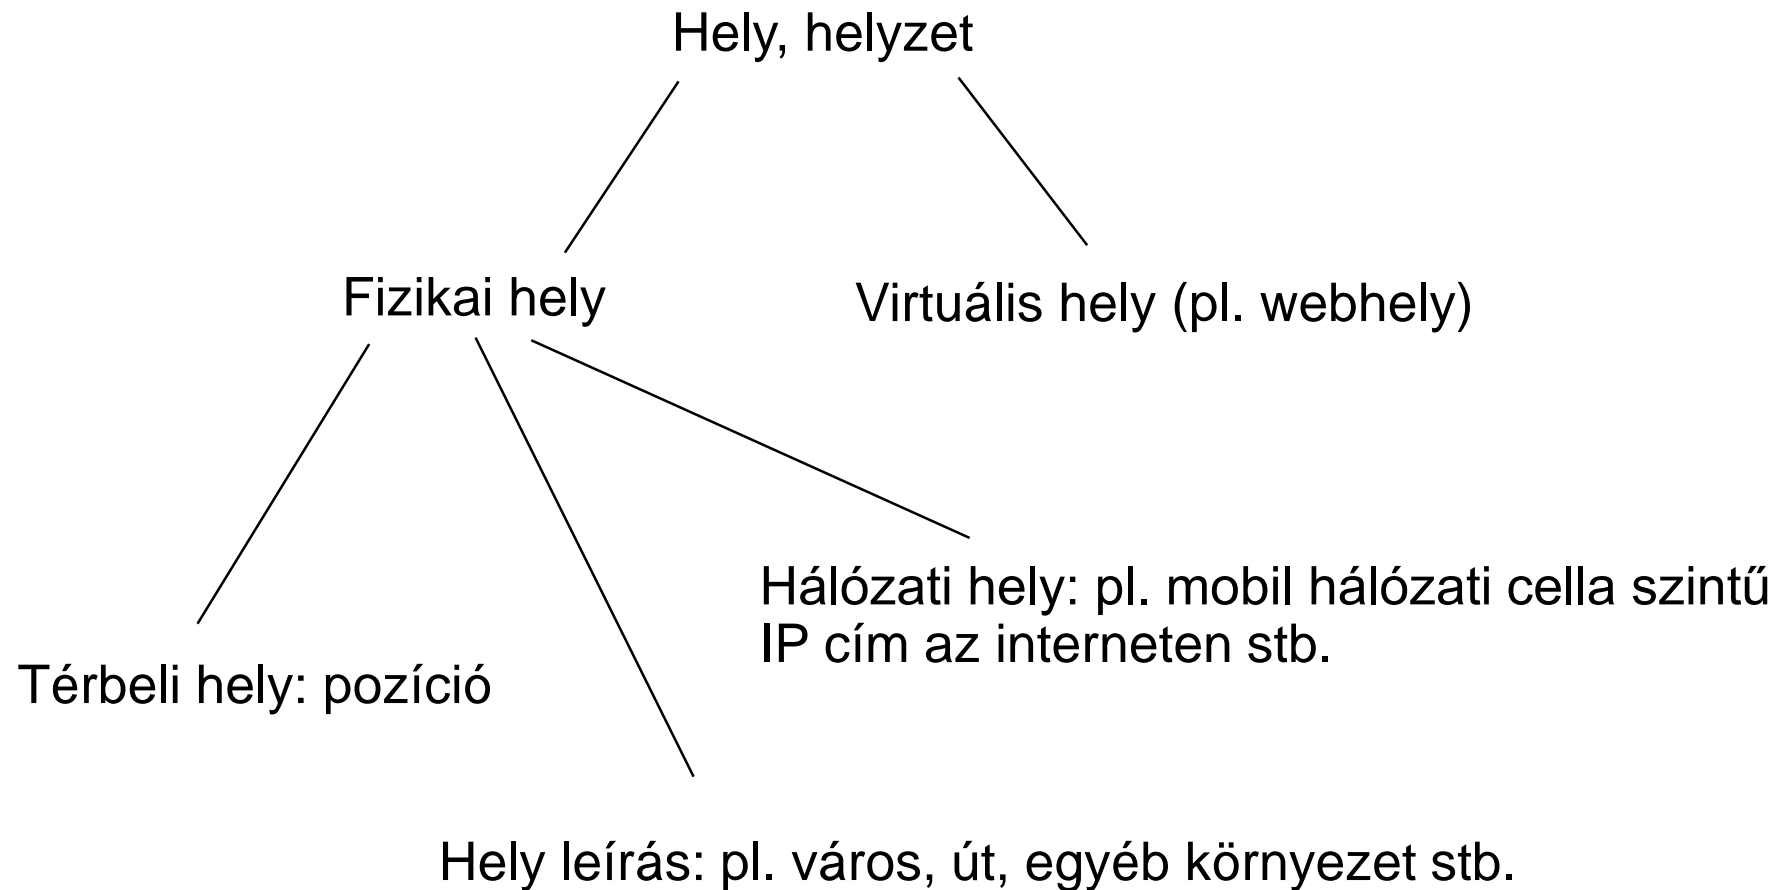 Hely, helyzet
Fizikai hely
Virtuális hely (pl. webhely)
Hálózati hely: pl. mobil hálózati cella szintű
IP cím az interneten stb.
Térbeli hely: pozíció
Hely leírás: pl. város, út, egyéb környezet stb.